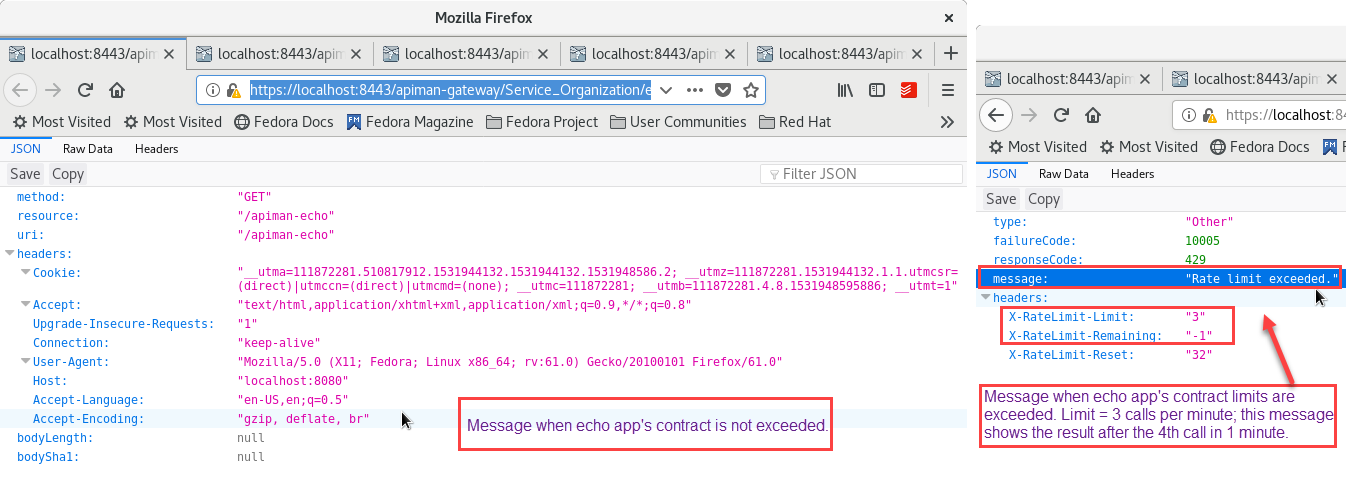 Mozilla Firefox
localhost:8443/apim
localhost:8443/apim
localhost:8443/apim
localhost:8443/apim
localhost:8443/apim
https://localhost:8443/apiman-gateway/Service_Organization/e
Most Visited
Most Visited
Fedora Docs
Fedora Magazine
Fedora Project
User Communities
Red Hat
JSON
Raw Data
Headers
Save
Copy
Filter JSON
method: "GET"
resource: "/apiman-echo"
uri: "/apiman-echo"
headers:
Cookie: "__utma=111872281.510817912.1531944132.1531944132.1531948586.2; __utmz=111872281.1531944132.1.1.utmcsr=
(direct)|utmccn=(direct)|utmcmd=(none); __utmc=111872281; __utmb=111872281.4.8.1531948595886; __utmt=1"
Accept: "text/html,application/xhtml+xml,application/xml;q=0.9,*/*;q=0.8"
Upgrade-Insecure-Requests: "1"
Connection: "keep-alive"
User-Agent: "Mozilla/5.0 (X11; Fedora; Linux x86_64; rv:61.0) Gecko/20100101 Firefox/61.0"
Host: "localhost:8080"
Accept-Language: "en-US,en;q=0.5"
Accept-Encoding: "gzip, deflate, br"
bodyLength: null
bodySha1: null
Message when echo app's contract is not exceeded.
localhost:8443/apim
localhost:8443/apim
https://localhost:84
Most Visited
Most Visited
Fedora Docs
F
JSON
Raw Data
Headers
Save
Copy
type: "Other"
failureCode: 10005
responseCode: 429
message: "Rate limit exceeded."
headers:
X-RateLimit-Limit: "3"
X-RateLimit-Remaining: "-1"
X-RateLimit-Reset: "32"
Message when echo app's contract limits are
exceeded. Limit = 3 calls per minute; this message
shows the result after the 4th call in 1 minute.